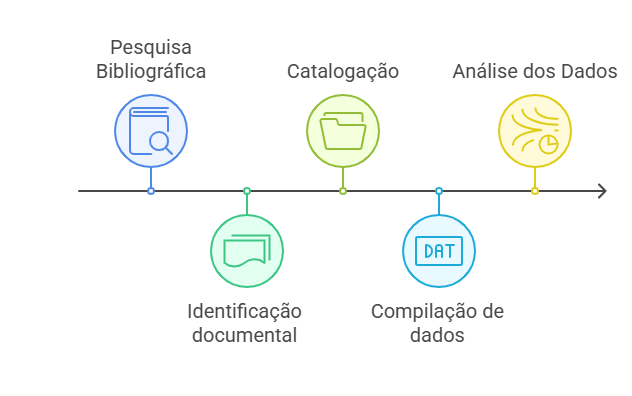 Pesquisa
Bibliográfica
Identificação
documental
Catalogação
DAT
Compilação de
dados
Análise dos Dados